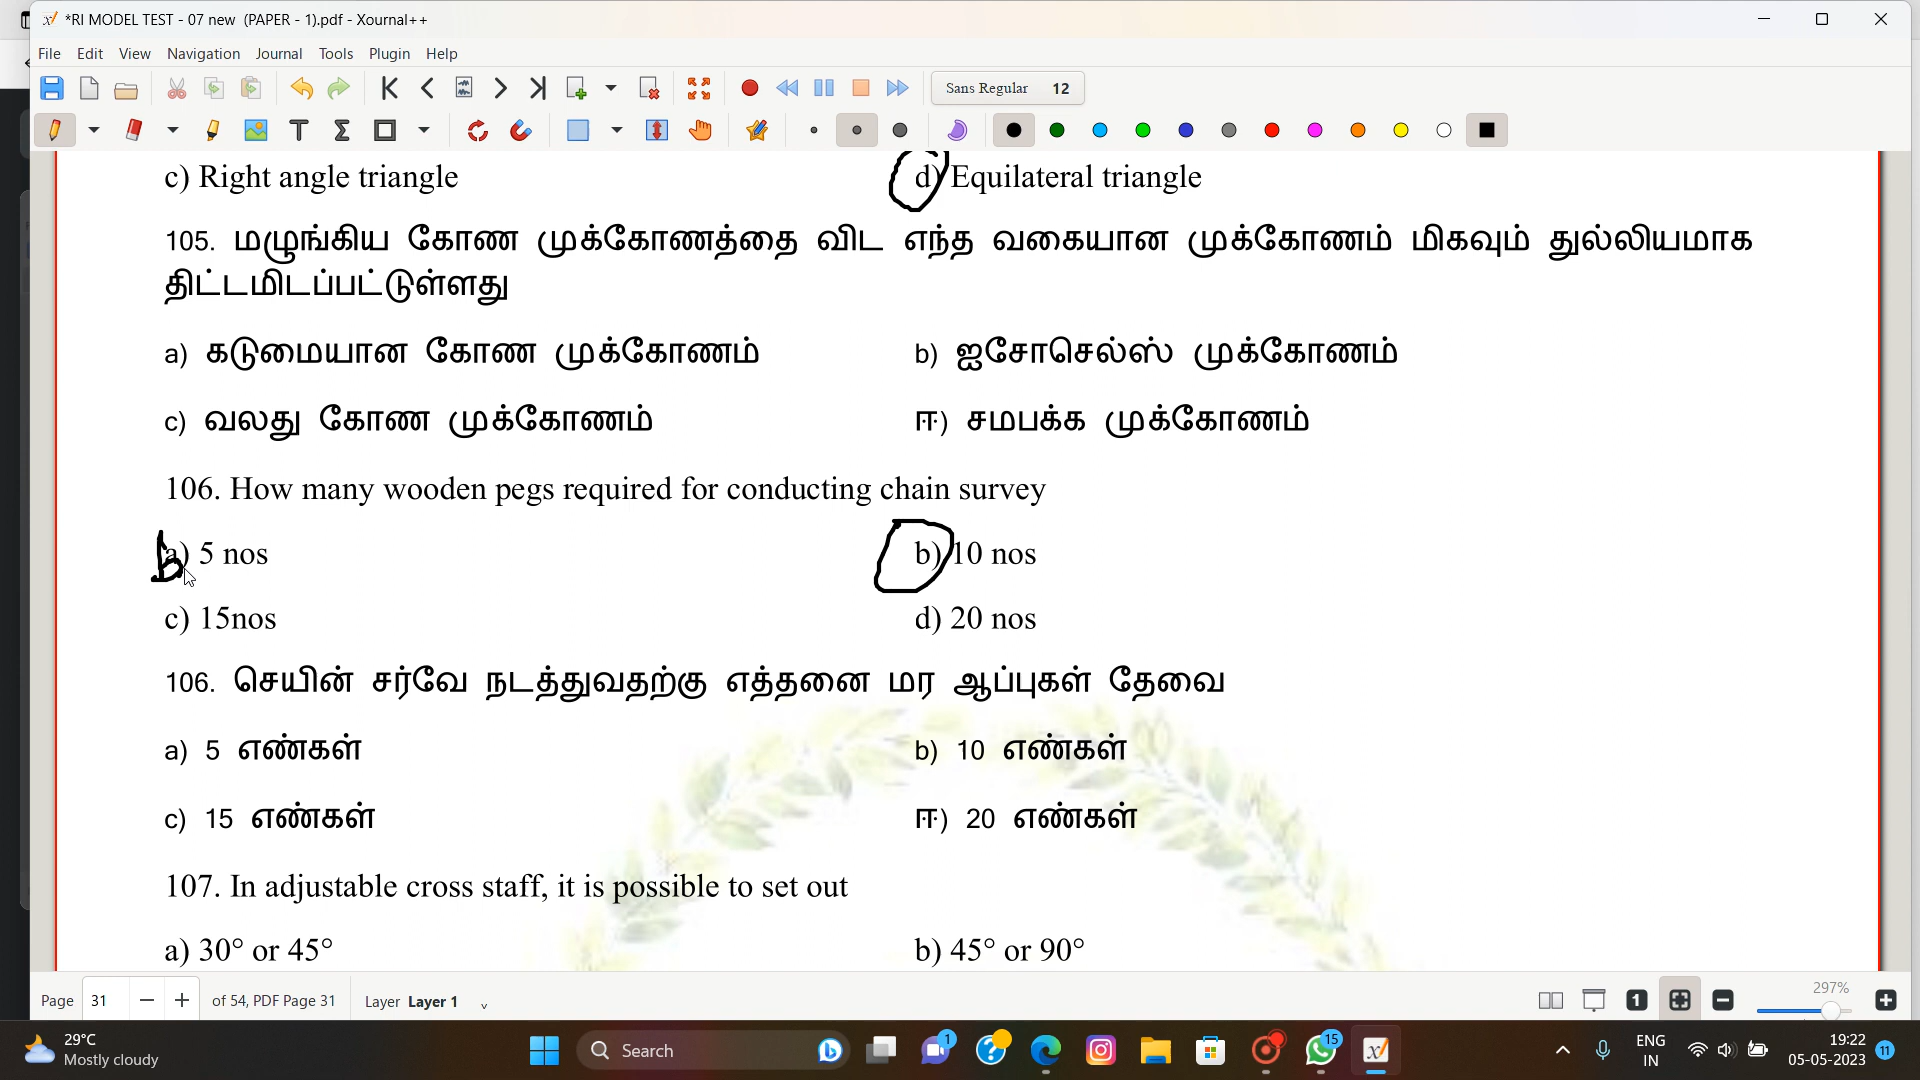 *RI MODEL TEST - 07 new (PAPER - 1).pdf - Xournal++
File Edit View Navigation Journal Tools Plugin Help
Sans Regular 12
c) Right angle triangle d) Equilateral triangle
105. மழுங்கிய கோண முக்கோணத்தை விட எந்த வகையான முக்கோணம் மிகவும் துல்லியமாக
திட்டமிடப்பட்டுள்ளது
a) கடுமையான கோண முக்கோணம் b) ஐசோசெல்ஸ் முக்கோணம்
c) வலது கோண முக்கோணம் ஈ) சமபக்க முக்கோணம்
106. How many wooden pegs required for conducting chain survey
b
a) 5 nos b) 10 nos
c) 15nos d) 20 nos
106. செயின் சர்வே நடத்துவதற்கு எத்தனை மர ஆப்புகள் தேவை
a) 5 எண்கள் b) 10 எண்கள்
c) 15 எண்கள் ஈ) 20 எண்கள்
107. In adjustable cross staff, it is possible to set out
a) 30° or 45° b) 45° or 90°
Page 31 of 54, PDF Page 31 Layer Layer 1 1 297%
29°C
Mostly cloudy
Search 1 15
ENG
IN
19:22
05-05-2023 11